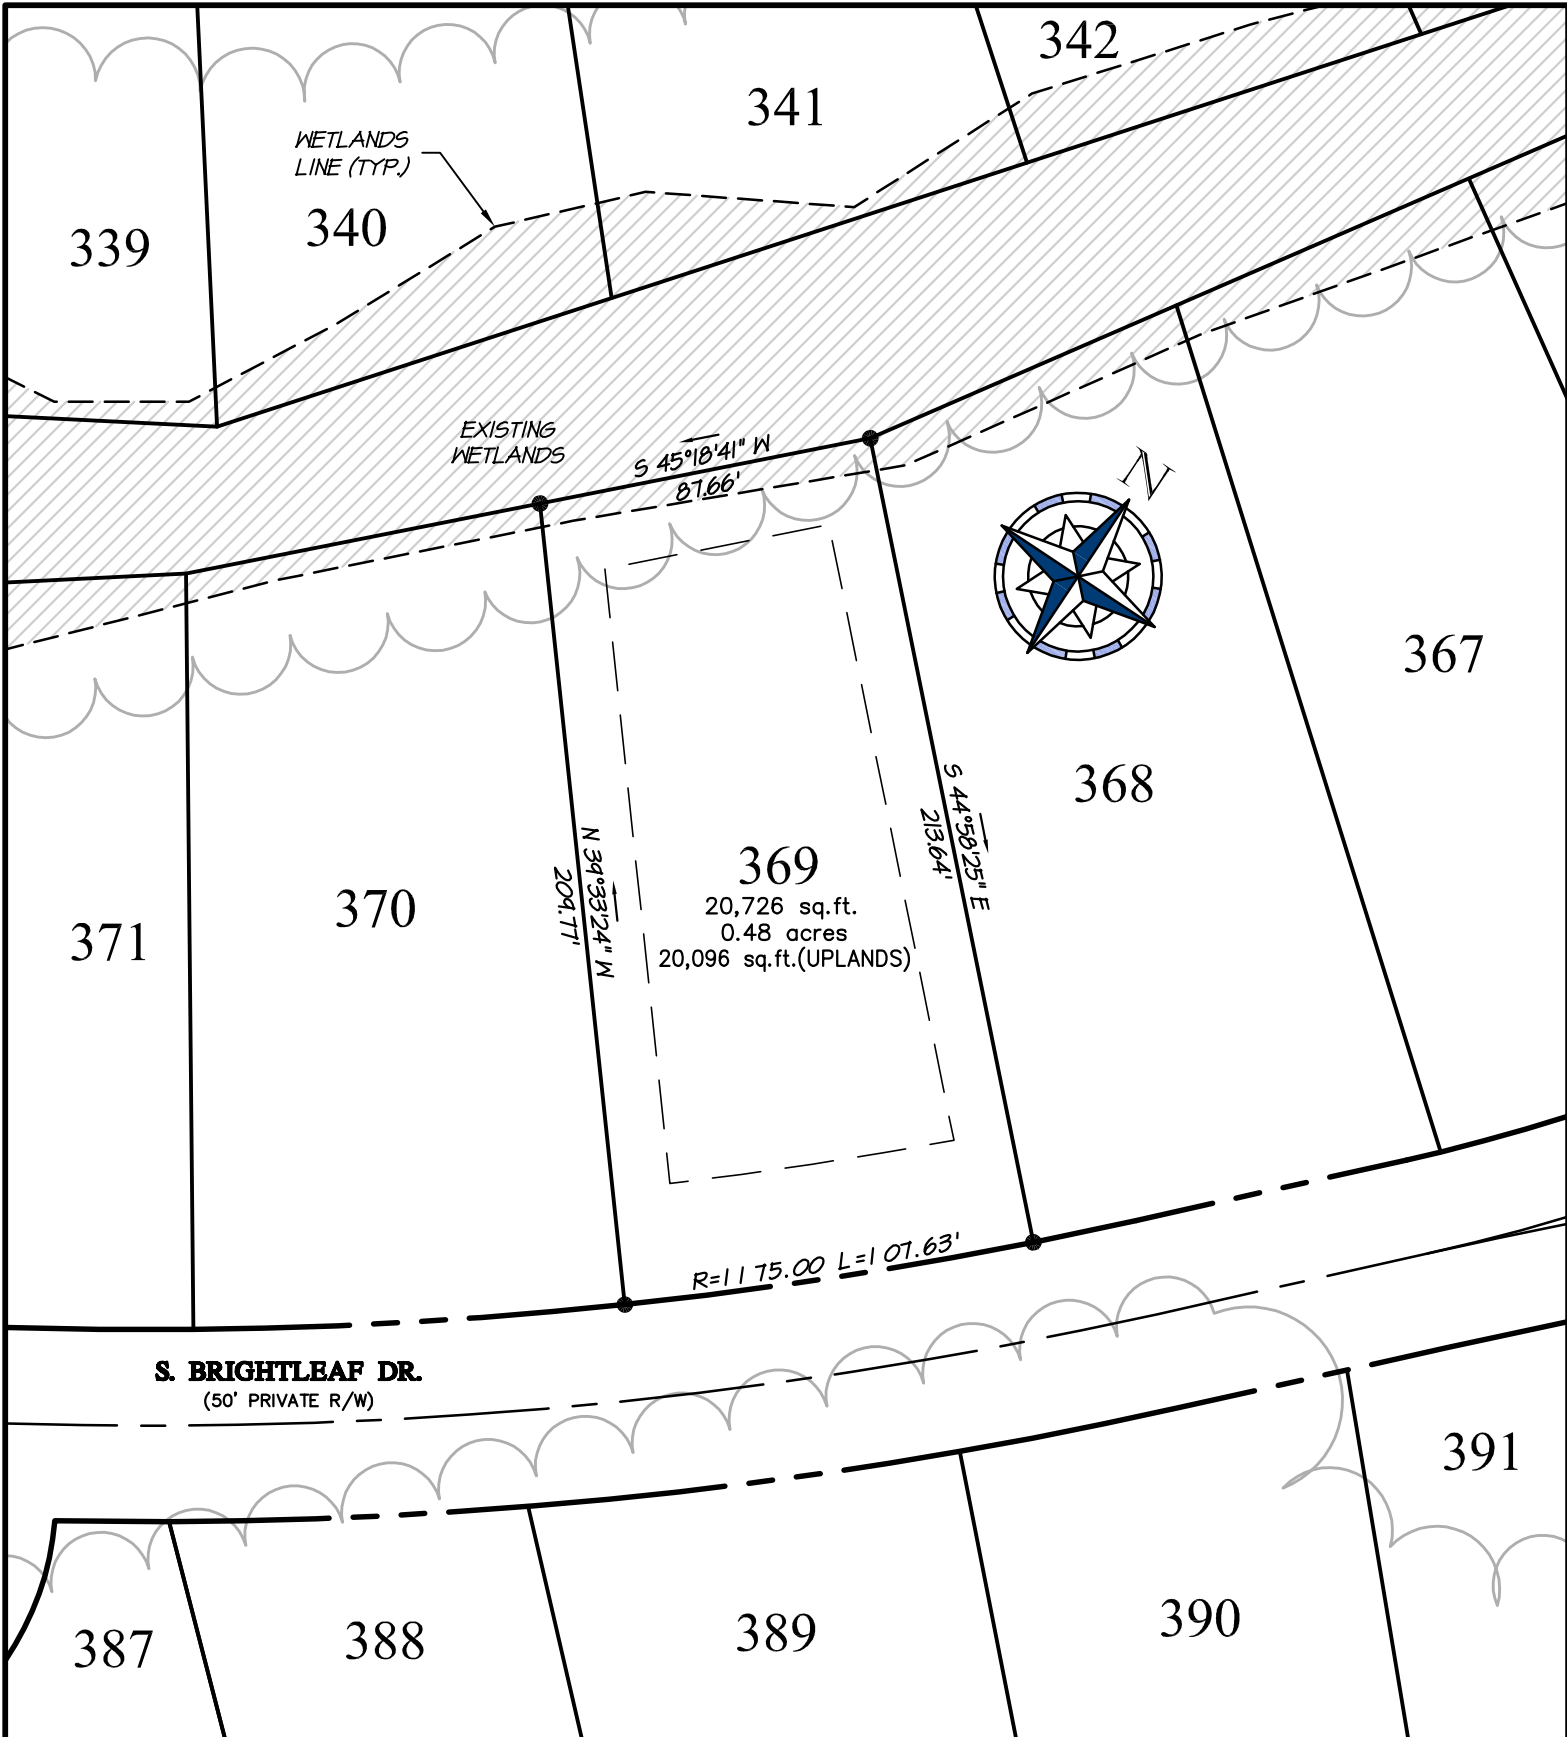 342
341
WETLANDS
LINE (TYP.)
340
339
EXISTING
WETLANDS
S 45°18'41" W
87.66'
N
367
368
S 44°58'25" E
213.64'
N 39°33'24" W
209.77'
369
20,726 sq.ft.
0.48 acres
20,096 sq.ft.(UPLANDS)
370
371
R=1175.00 L=107.63'
S. BRIGHTLEAF DR.
(50' PRIVATE R/W)
391
390
389
388
387